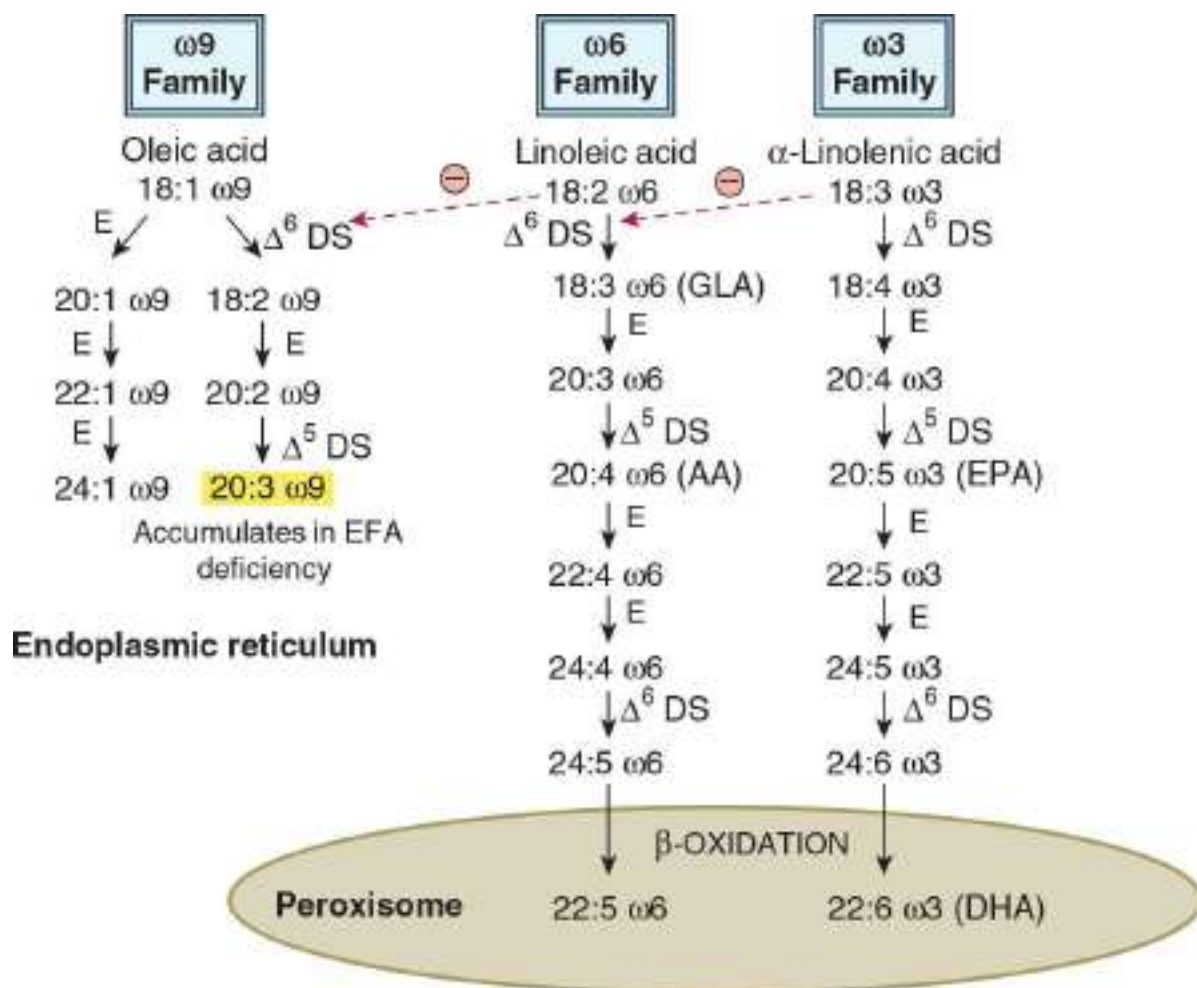 ω9 Family
ω6 Family
ω3 Family
Oleic acid
Linoleic acid
α-Linolenic acid
18:1 ω9
18:2 ω6
18:3 ω3
−
−
E
Δ⁶ DS
Δ⁶ DS
Δ⁶ DS
20:1 ω9
18:2 ω9
18:3 ω6 (GLA)
18:4 ω3
E
E
E
E
22:1 ω9
20:2 ω9
20:3 ω6
20:4 ω3
E
Δ⁵ DS
Δ⁵ DS
Δ⁵ DS
24:1 ω9
20:3 ω9
20:4 ω6 (AA)
20:5 ω3 (EPA)
Accumulates in EFA
deficiency
E
E
22:4 ω6
22:5 ω3
E
E
Endoplasmic reticulum
24:4 ω6
24:5 ω3
Δ⁶ DS
Δ⁶ DS
24:5 ω6
24:6 ω3
β-OXIDATION
Peroxisome
22:5 ω6
22:6 ω3 (DHA)